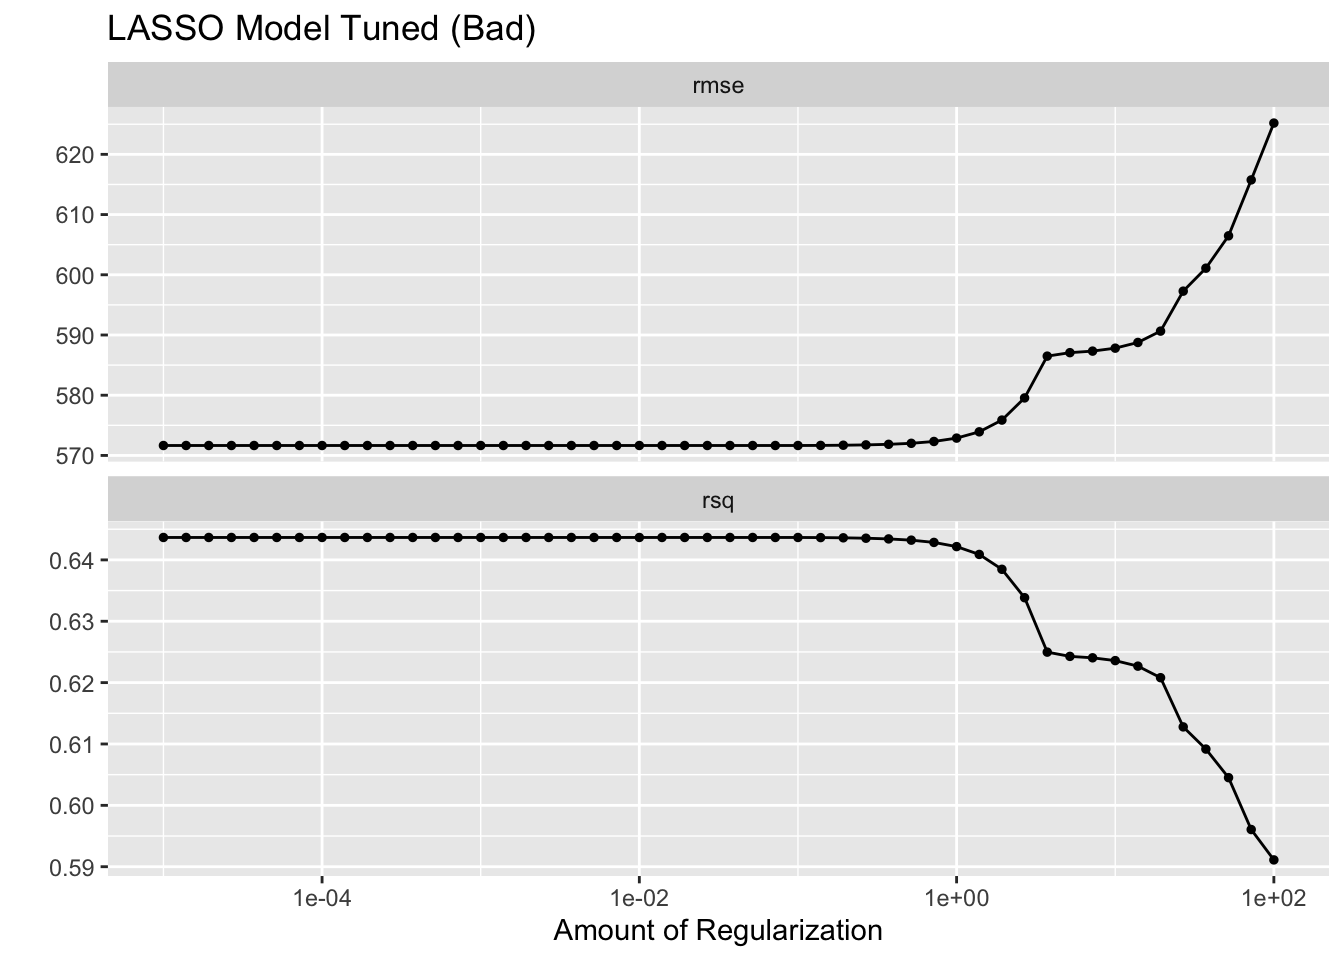 LASSO Model Tuned (Bad)
rmse
620
610
600
590
580
570
rsq
0.64
0.63
0.62
0.61
0.60
0.59
1e-04 1e-02 1e+00 1e+02
Amount of Regularization